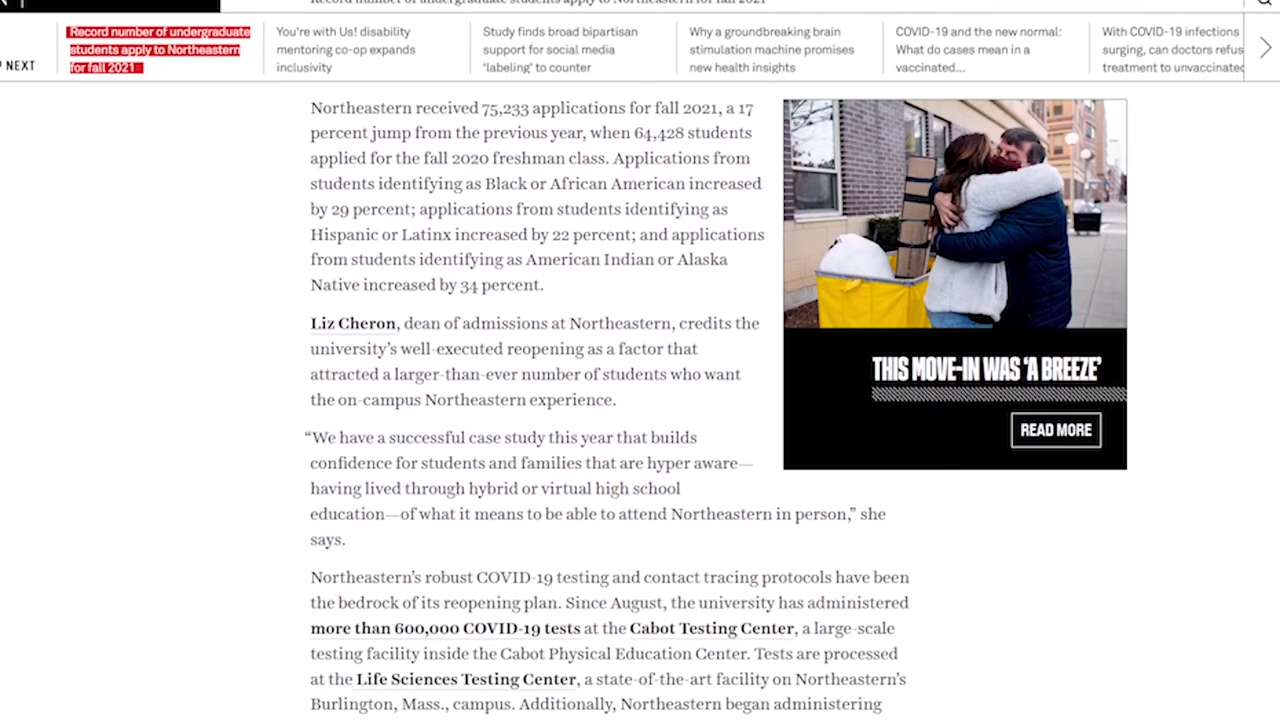 Record number of undergraduate students apply to Northeastern for fall 2021
Record number of undergraduate
students apply to Northeastern
for fall 2021
You're with Us! disability
mentoring co-op expands
inclusivity
Study finds broad bipartisan
support for social media
'labeling' to counter
Why a groundbreaking brain
stimulation machine promises
new health insights
COVID-19 and the new normal:
What do cases mean in a
vaccinated...
With COVID-19 infections
surging, can doctors refus
treatment to unvaccinated
NEXT
Northeastern received 75,233 applications for fall 2021, a 17
percent jump from the previous year, when 64,428 students
applied for the fall 2020 freshman class. Applications from
students identifying as Black or African American increased
by 29 percent; applications from students identifying as
Hispanic or Latinx increased by 22 percent; and applications
from students identifying as American Indian or Alaska
Native increased by 34 percent.
Liz Cheron, dean of admissions at Northeastern, credits the
university's well-executed reopening as a factor that
attracted a larger-than-ever number of students who want
the on-campus Northeastern experience.
"We have a successful case study this year that builds
confidence for students and families that are hyper aware—
having lived through hybrid or virtual high school
education—of what it means to be able to attend Northeastern in person," she
says.
Northeastern's robust COVID-19 testing and contact tracing protocols have been
the bedrock of its reopening plan. Since August, the university has administered
more than 600,000 COVID-19 tests at the Cabot Testing Center, a large-scale
testing facility inside the Cabot Physical Education Center. Tests are processed
at the Life Sciences Testing Center, a state-of-the-art facility on Northeastern's
Burlington, Mass., campus. Additionally, Northeastern began administering
THIS MOVE-IN WAS 'A BREEZE'
READ MORE